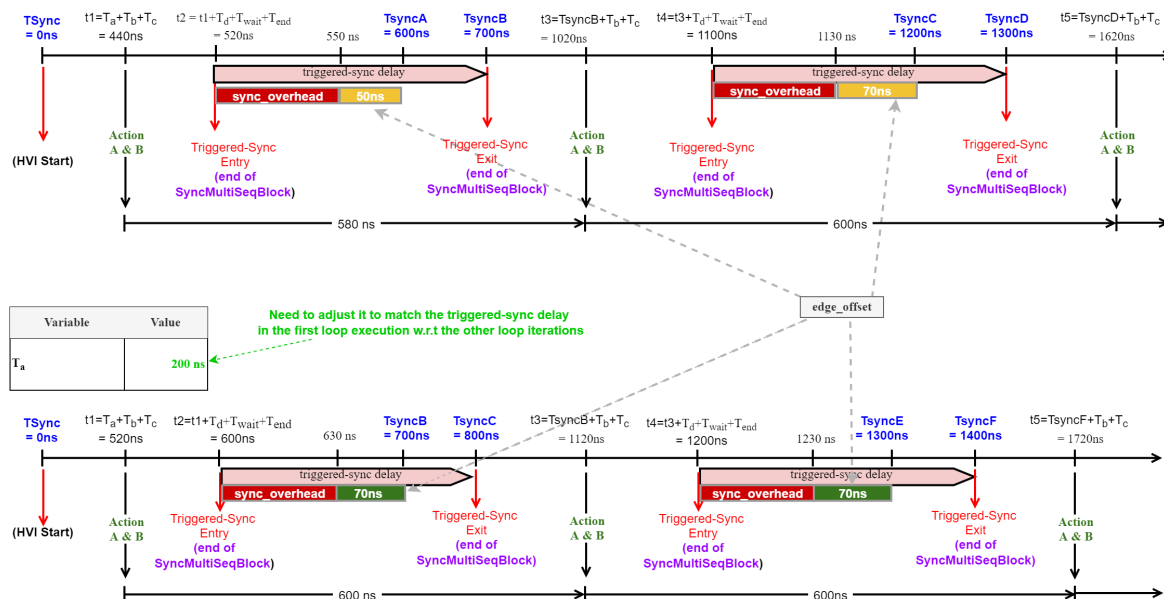 TSync
= 0ns
t1=Ta+Tb+Tc
= 440ns
t2 = t1+Td+Twait+Tend
= 520ns
550 ns
TsyncA
= 600ns
TsyncB
= 700ns
t3=TsyncB+Tb+Tc
= 1020ns
t4=t3+Td+Twait+Tend
= 1100ns
1130 ns
TsyncC
= 1200ns
TsyncD
= 1300ns
t5=TsyncD+Tb+Tc
= 1620ns
triggered-sync delay
sync_overhead
50ns
triggered-sync delay
sync_overhead
70ns
(HVI Start)
Action
A & B
Triggered-Sync
Entry
(end of
SyncMultiSeqBlock)
Triggered-Sync
Exit
(end of
SyncMultiSeqBlock)
Action
A & B
Triggered-Sync
Entry
(end of
SyncMultiSeqBlock)
Triggered-Sync
Exit
(end of
SyncMultiSeqBlock)
Action
A & B
580 ns
600ns
edge_offset
Variable
Value
Ta
200 ns
Need to adjust it to match the triggered-sync delay
in the first loop execution w.r.t the other loop iterations
TSync
= 0ns
t1=Ta+Tb+Tc
= 520ns
t2=t1+Td+Twait+Tend
= 600ns
630 ns
TsyncB
= 700ns
TsyncC
= 800ns
t3=TsyncB+Tb+Tc
= 1120ns
t4=t3+Td+Twait+Tend
= 1200ns
1230 ns
TsyncE
= 1300ns
TsyncF
= 1400ns
t5=TsyncF+Tb+Tc
= 1720ns
triggered-sync delay
sync_overhead
70ns
triggered-sync delay
sync_overhead
70ns
(HVI Start)
Action
A & B
Triggered-Sync
Entry
(end of
SyncMultiSeqBlock)
Triggered-Sync
Exit
(end of
SyncMultiSeqBlock)
Action
A & B
Triggered-Sync
Entry
(end of
SyncMultiSeqBlock)
Triggered-Sync
Exit
(end of
SyncMultiSeqBlock)
Action
A & B
600 ns
600ns